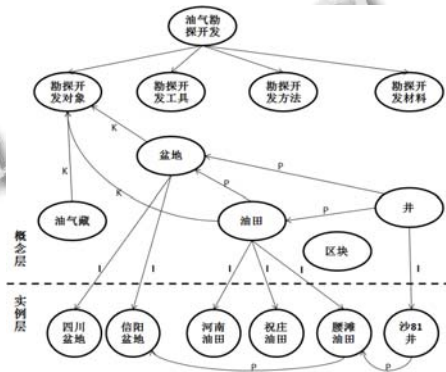 油气勘
探开发
勘探开
发对象
勘探开
发工具
勘探开
发方法
勘探开
发材料
K
盆地
P
K
K
P
P
油气藏
油田
井
区块
概念层
I
I
I
I
I
I
实例层
四川
盆地
信阳
盆地
河南
油田
祝庄
油田
腰滩
油田
沙81
井
P
P